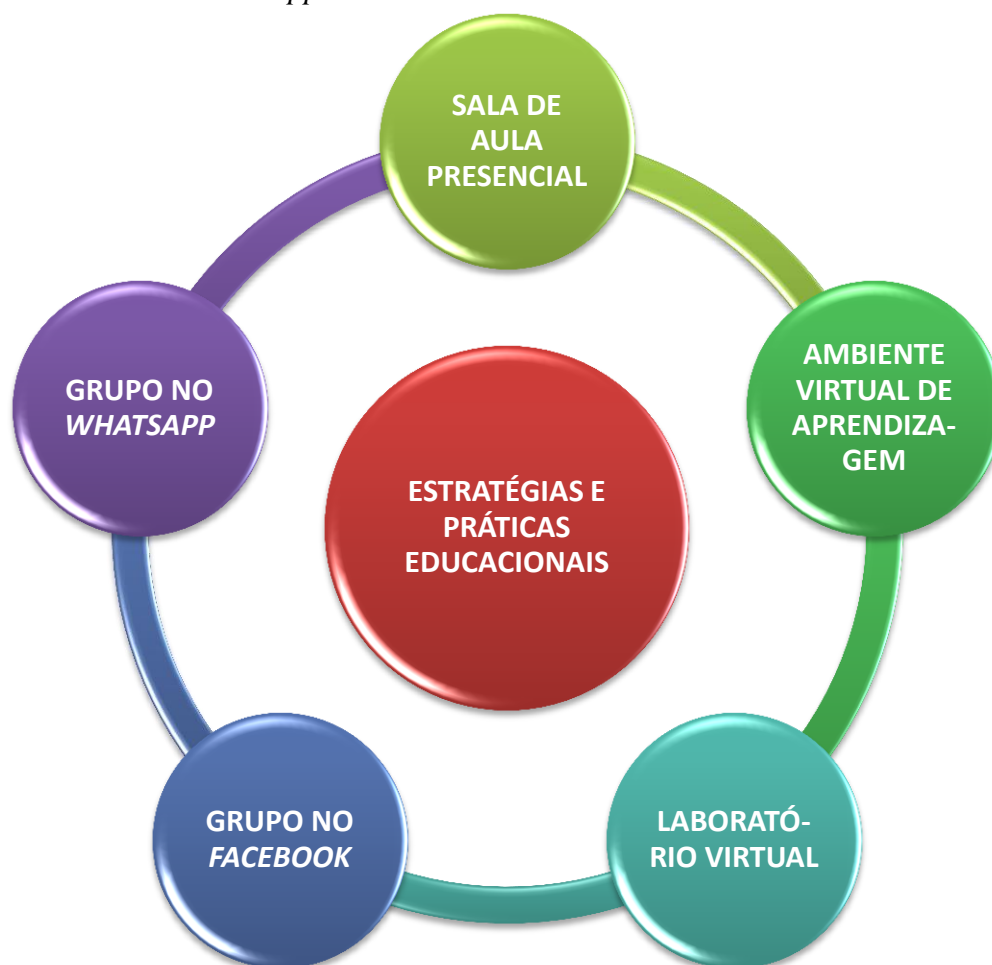 pp
SALA DE
AULA
PRESENCIAL
AMBIENTE
VIRTUAL DE
APRENDIZA-
GEM
GRUPO NO
WHATSAPP
ESTRATÉGIAS E
PRÁTICAS
EDUCACIONAIS
GRUPO NO
FACEBOOK
LABORATÓ-
RIO VIRTUAL